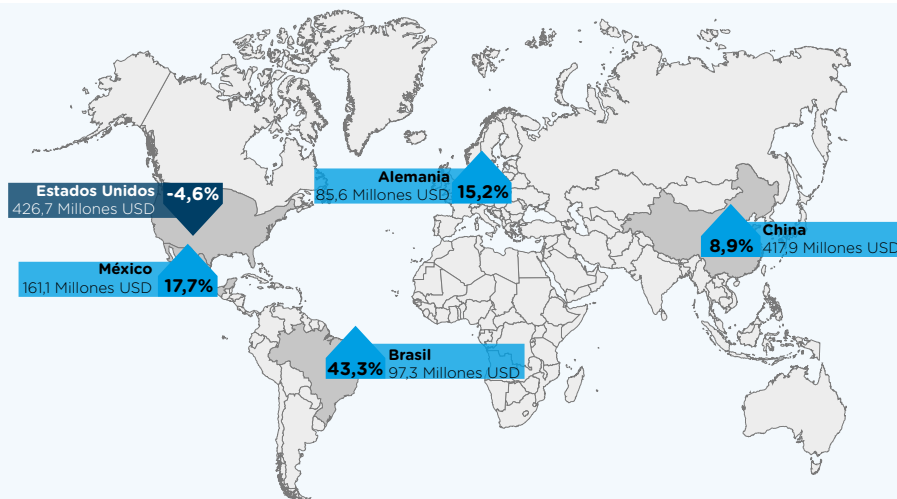 Estados Unidos -4,6%
426,7 Millones USD
Alemania
85,6 Millones USD 15,2%
China
8,9% 417,9 Millones USD
México
161,1 Millones USD 17,7%
Brasil
43,3% 97,3 Millones USD